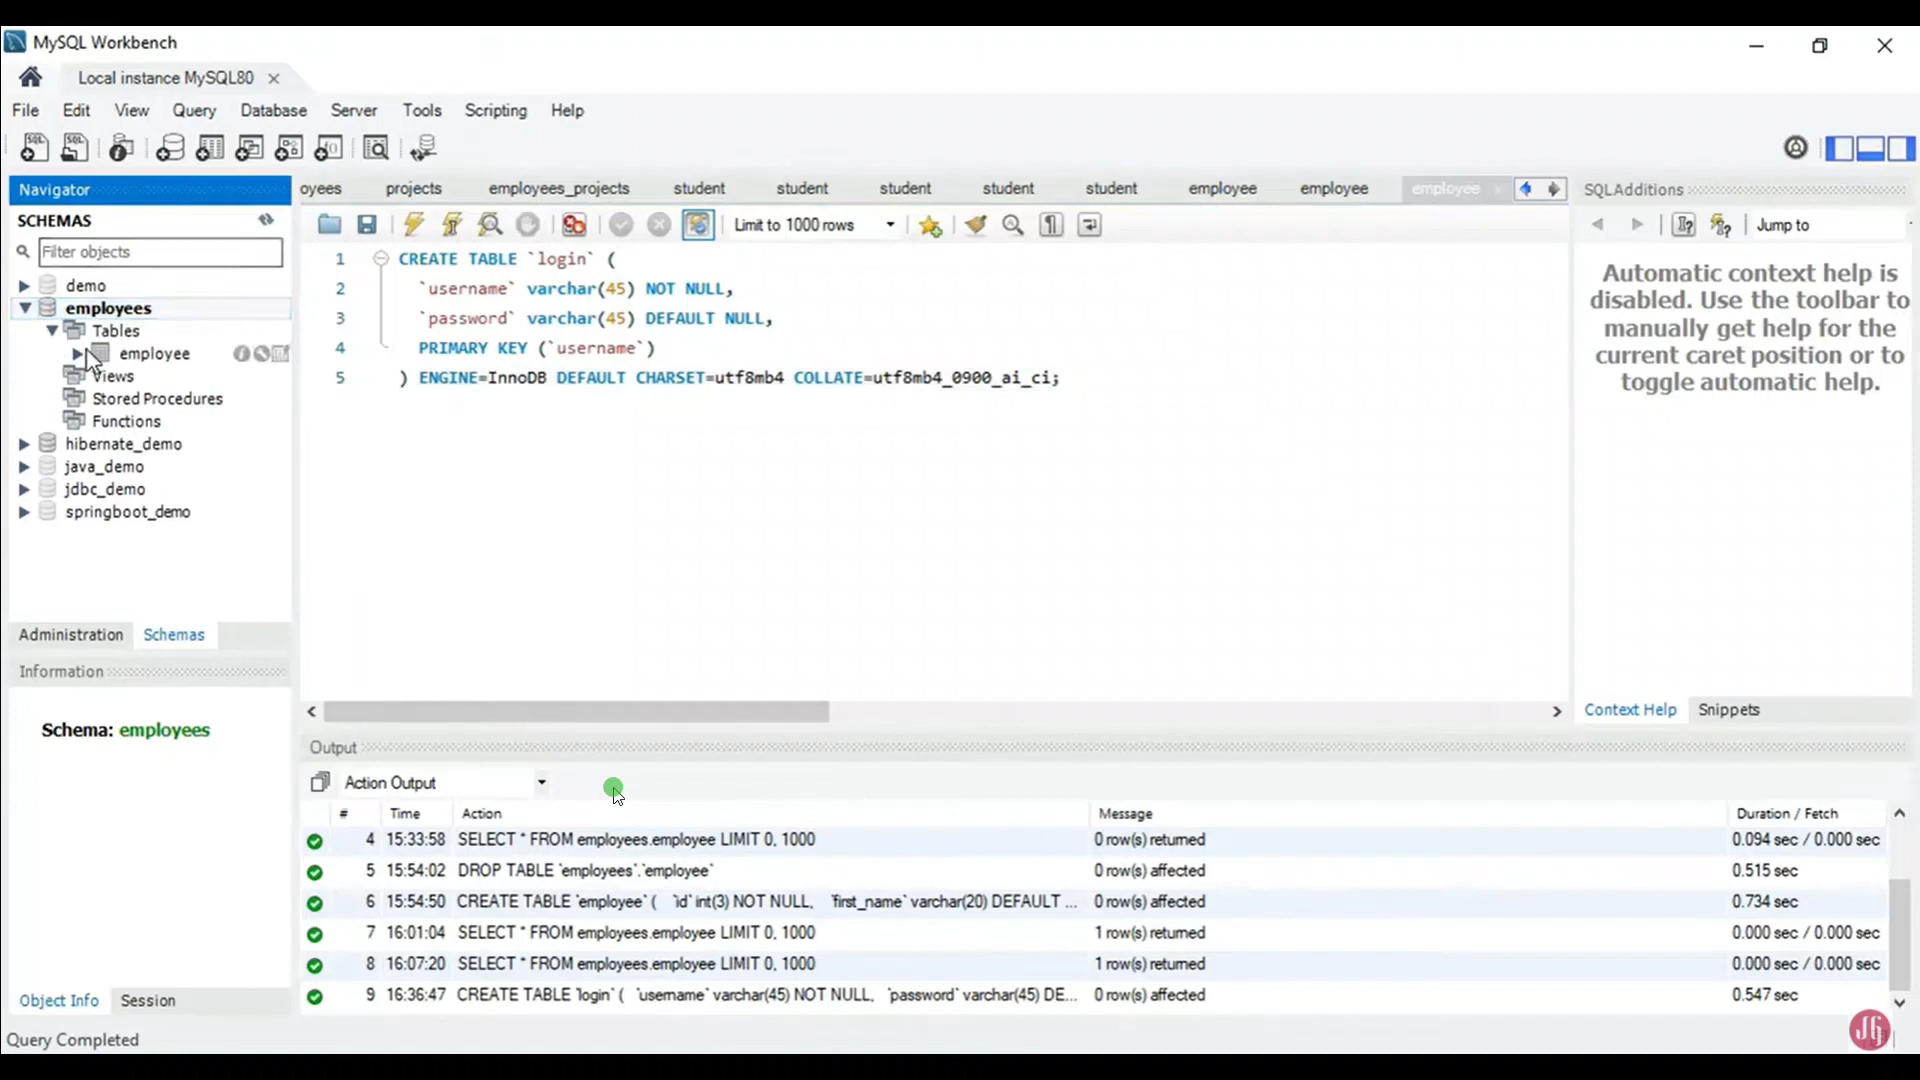 MySQL Workbench
Local instance MySQL80
File Edit View Query Database Server Tools Scripting Help
Navigator
SCHEMAS
Filter objects
demo
employees
Tables
employee
Views
Stored Procedures
Functions
hibernate_demo
java_demo
jdbc_demo
springboot_demo
Administration Schemas
Information
Schema: employees
Object Info Session
oyees projects employees_projects student student student student student employee employee employee
Limit to 1000 rows
1 CREATE TABLE `login` (
2 `username` varchar(45) NOT NULL,
3 `password` varchar(45) DEFAULT NULL,
4 PRIMARY KEY (`username`)
5 ) ENGINE=InnoDB DEFAULT CHARSET=utf8mb4 COLLATE=utf8mb4_0900_ai_ci;
SQLAdditions
Jump to
Automatic context help is
disabled. Use the toolbar to
manually get help for the
current caret position or to
toggle automatic help.
Context Help Snippets
Output
Action Output
# Time Action Message Duration / Fetch
4 15:33:58 SELECT * FROM employees.employee LIMIT 0, 1000 0 row(s) returned 0.094 sec / 0.000 sec
5 15:54:02 DROP TABLE `employees`.`employee` 0 row(s) affected 0.515 sec
6 15:54:50 CREATE TABLE `employee` ( `id` int(3) NOT NULL, `first_name` varchar(20) DEFAULT ... 0 row(s) affected 0.734 sec
7 16:01:04 SELECT * FROM employees.employee LIMIT 0, 1000 1 row(s) returned 0.000 sec / 0.000 sec
8 16:07:20 SELECT * FROM employees.employee LIMIT 0, 1000 1 row(s) returned 0.000 sec / 0.000 sec
9 16:36:47 CREATE TABLE `login` ( `username` varchar(45) NOT NULL, `password` varchar(45) DE... 0 row(s) affected 0.547 sec
Query Completed
JG